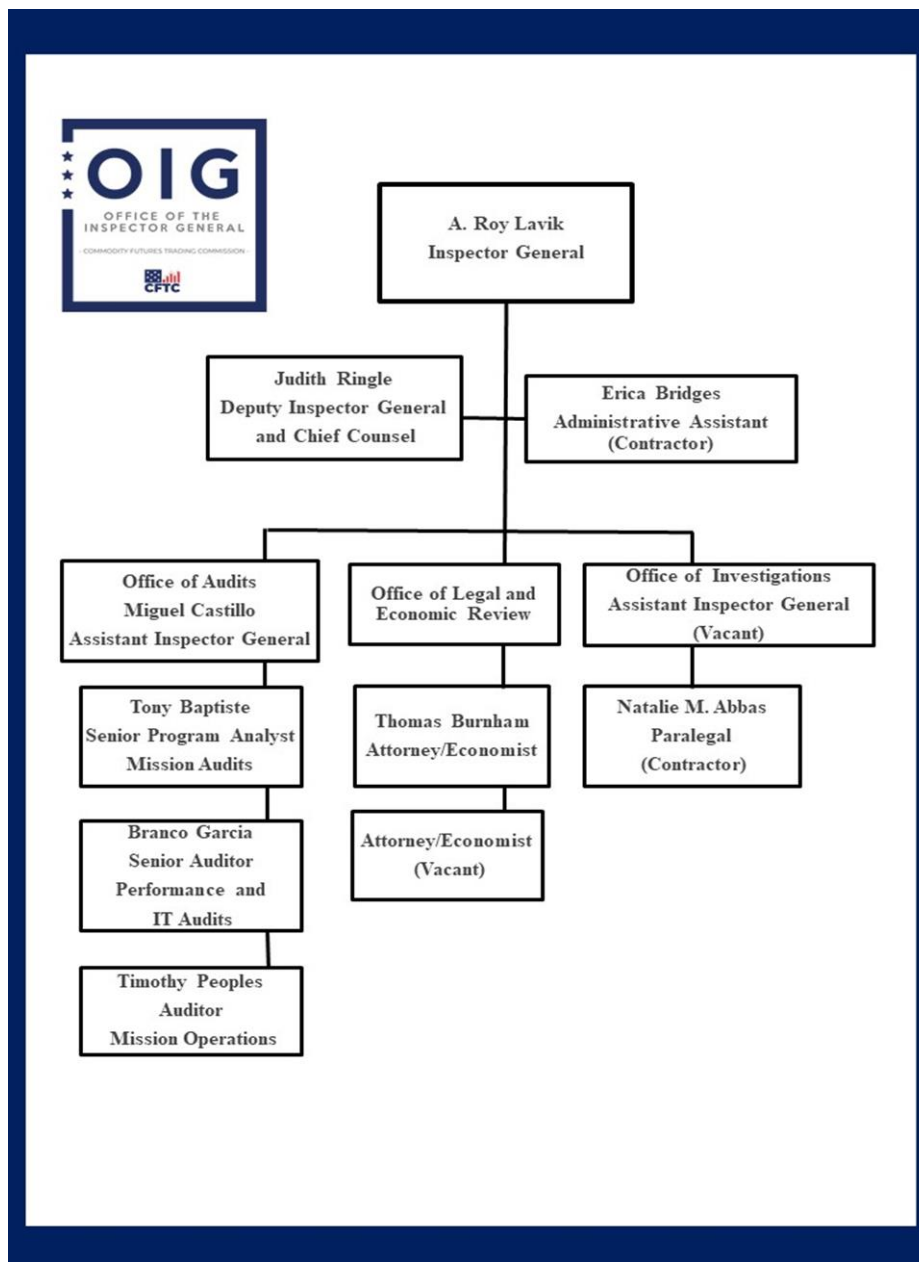 OIG
OFFICE OF THE
INSPECTOR GENERAL
- COMMODITY FUTURES TRADING COMMISSION -
CFTC
A. Roy Lavik
Inspector General
Judith Ringle
Deputy Inspector General
and Chief Counsel
Erica Bridges
Administrative Assistant
(Contractor)
Office of Audits
Miguel Castillo
Assistant Inspector General
Office of Legal and
Economic Review
Office of Investigations
Assistant Inspector General
(Vacant)
Tony Baptiste
Senior Program Analyst
Mission Audits
Thomas Burnham
Attorney/Economist
Natalie M. Abbas
Paralegal
(Contractor)
Branco Garcia
Senior Auditor
Performance and
IT Audits
Attorney/Economist
(Vacant)
Timothy Peoples
Auditor
Mission Operations